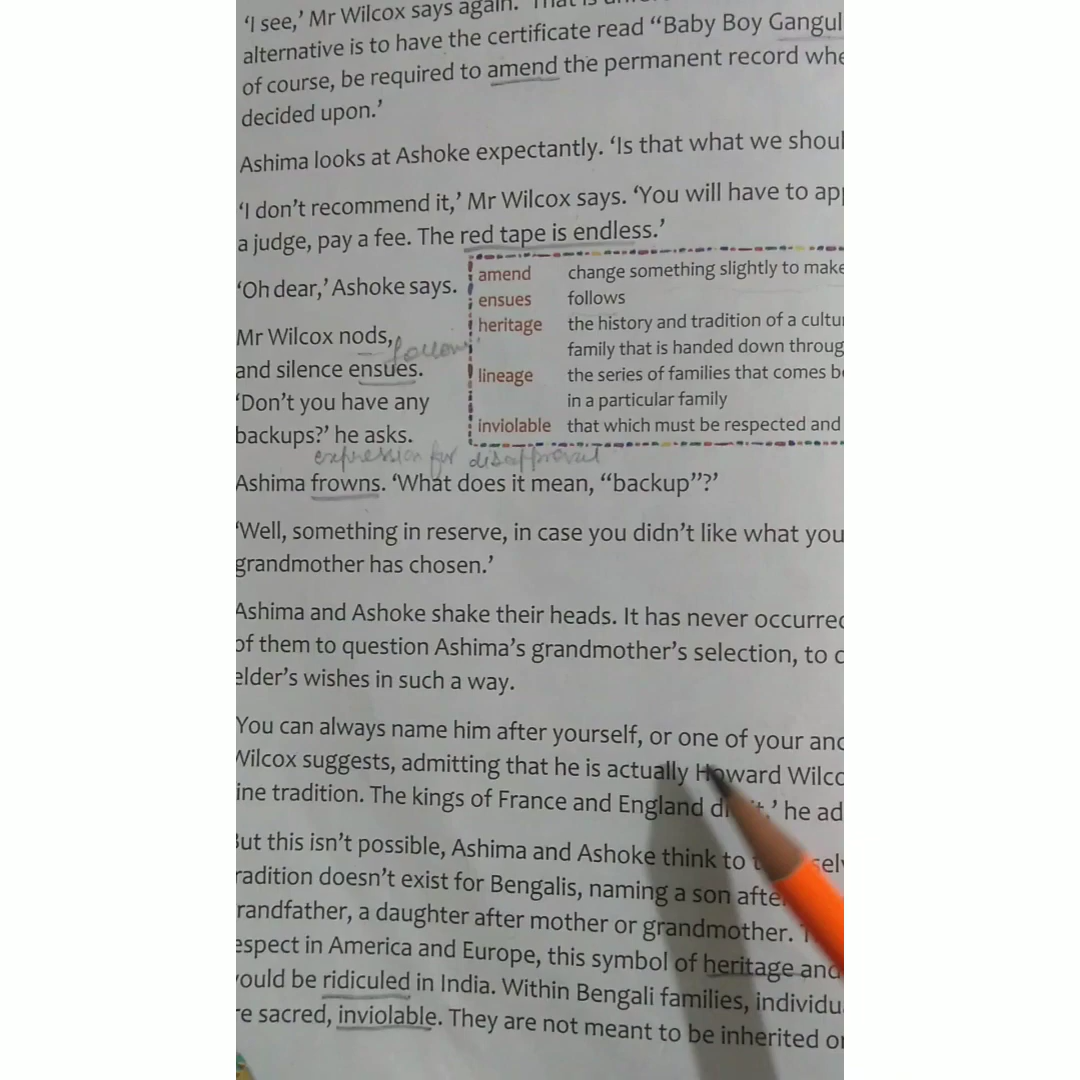 ‘I see,’ Mr Wilcox says again. ‘That is
alternative is to have the certificate read “Baby Boy Gangul
of course, be required to amend the permanent record whe
decided upon.’
Ashima looks at Ashoke expectantly. ‘Is that what we shoul
‘I don’t recommend it,’ Mr Wilcox says. ‘You will have to app
a judge, pay a fee. The red tape is endless.’
‘Oh dear,’ Ashoke says.
amend change something slightly to make
ensues follows
heritage the history and tradition of a cultu
family that is handed down throug
lineage the series of families that comes b
in a particular family
inviolable that which must be respected and
Mr Wilcox nods,
follows
and silence ensues.
‘Don’t you have any
backups?’ he asks.
expression for disapproval
Ashima frowns. ‘What does it mean, “backup”?’
‘Well, something in reserve, in case you didn’t like what you
grandmother has chosen.’
Ashima and Ashoke shake their heads. It has never occurred
of them to question Ashima’s grandmother’s selection, to
elder’s wishes in such a way.
‘You can always name him after yourself, or one of your anc
Wilcox suggests, admitting that he is actually Howard Wilco
ine tradition. The kings of France and England did it,’ he ad
But this isn’t possible, Ashima and Ashoke think to
radition doesn’t exist for Bengalis, naming a son afte
randfather, a daughter after mother or grandmother.
espect in America and Europe, this symbol of heritage and
would be ridiculed in India. Within Bengali families, individu
re sacred, inviolable. They are not meant to be inherited or